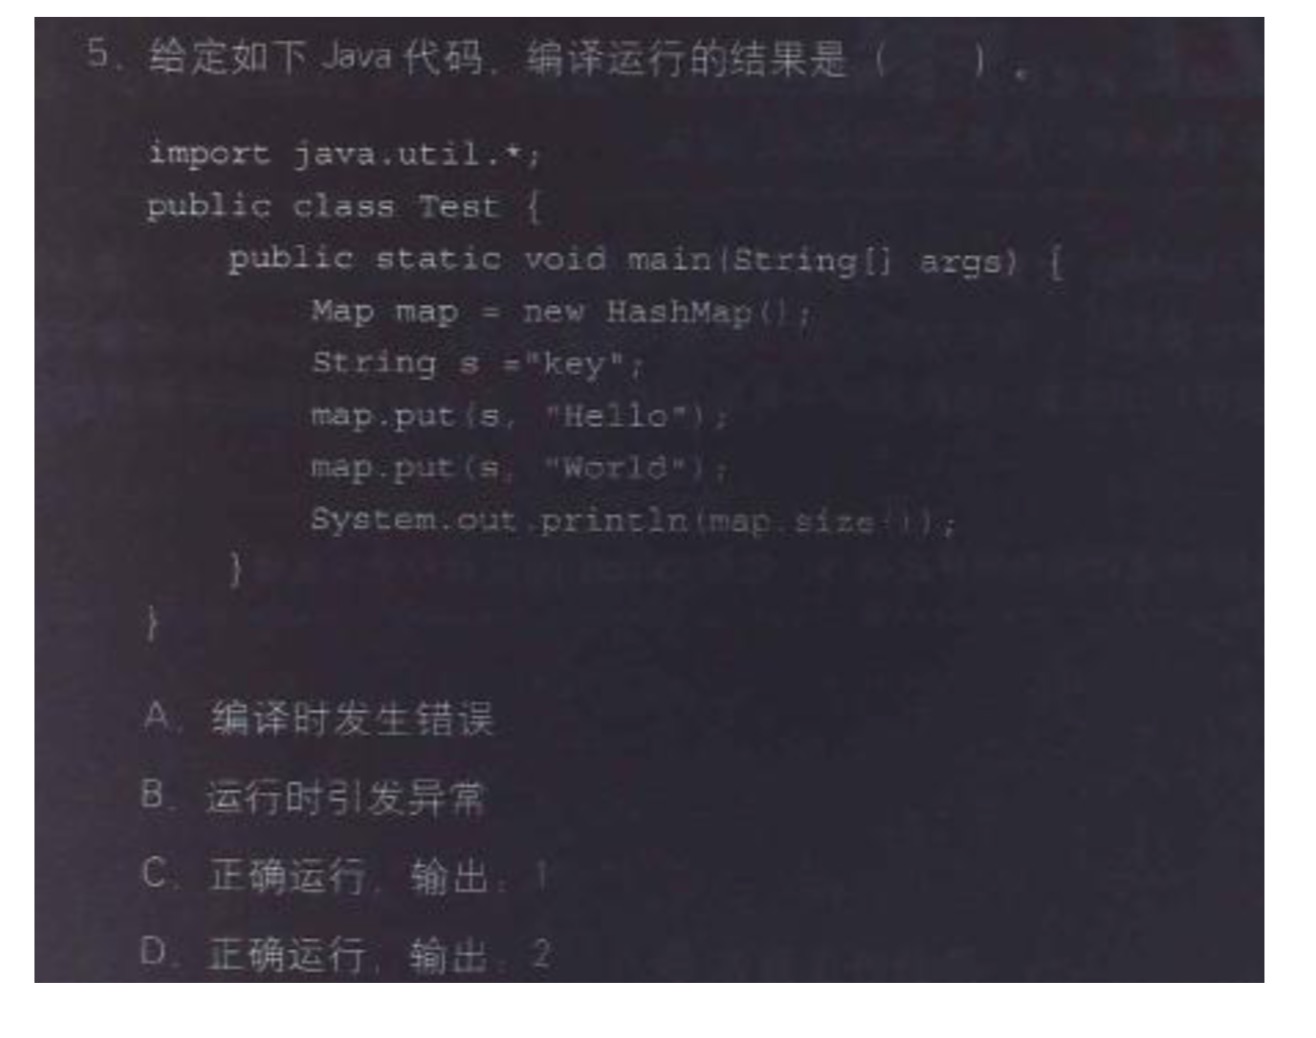 5、给定如下 Java 代码，编译运行的结果是（    ）。
import java.util.*;
public class Test {
public static void main(String[] args) {
Map map = new HashMap();
String s ="key";
map.put(s, "Hello");
map.put(s, "World");
System.out.println(map.size());
}
}
A. 编译时发生错误
B. 运行时引发异常
C. 正确运行，输出：1
D. 正确运行，输出：2